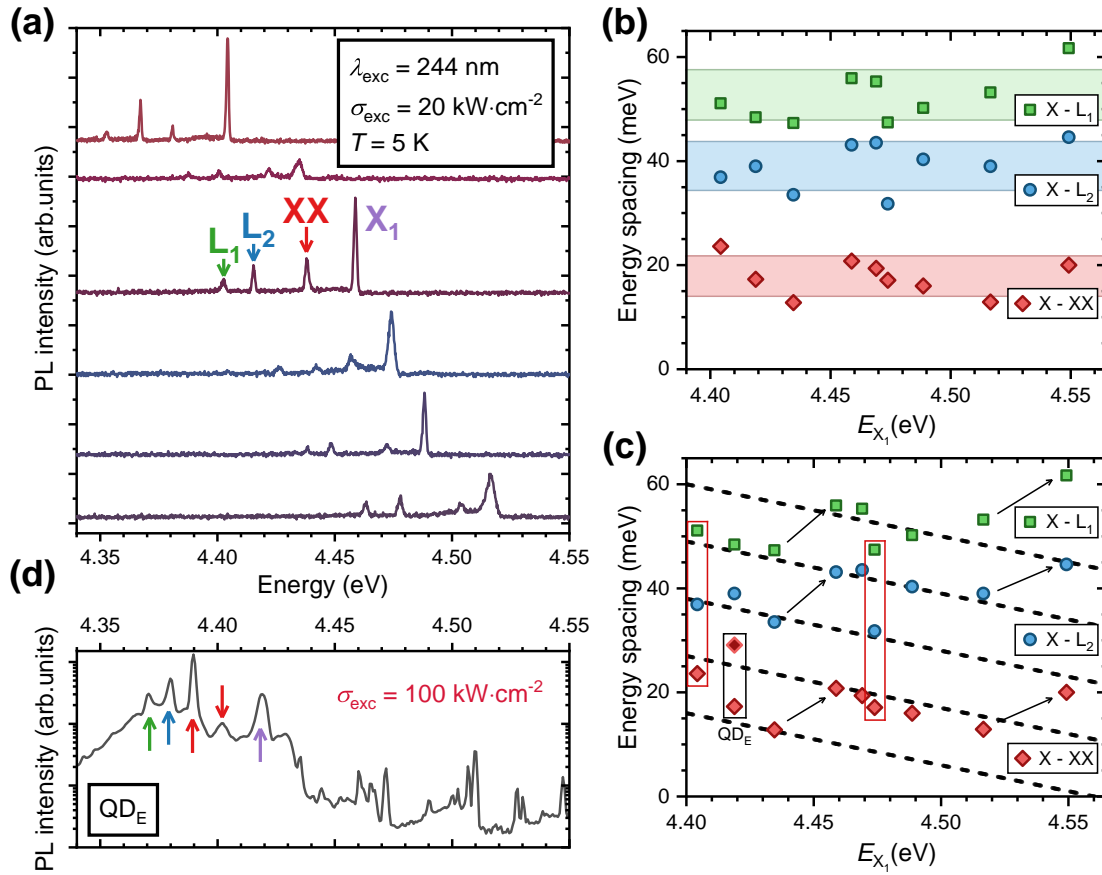 (a)
λexc = 244 nm
σexc = 20 kW·cm-2
T = 5 K
L1
L2
XX
X1
PL intensity (arb.units)
4.35
4.40
4.45
4.50
4.55
Energy (eV)
(b)
60
40
20
0
Energy spacing (meV)
X - L1
X - L2
X - XX
4.40
4.45
4.50
4.55
EX1(eV)
(c)
60
40
20
0
Energy spacing (meV)
X - L1
X - L2
QDE
X - XX
4.40
4.45
4.50
4.55
EX1(eV)
(d)
4.35
4.40
4.45
4.50
4.55
PL intensity (arb.units)
σexc = 100 kW·cm-2
QDE